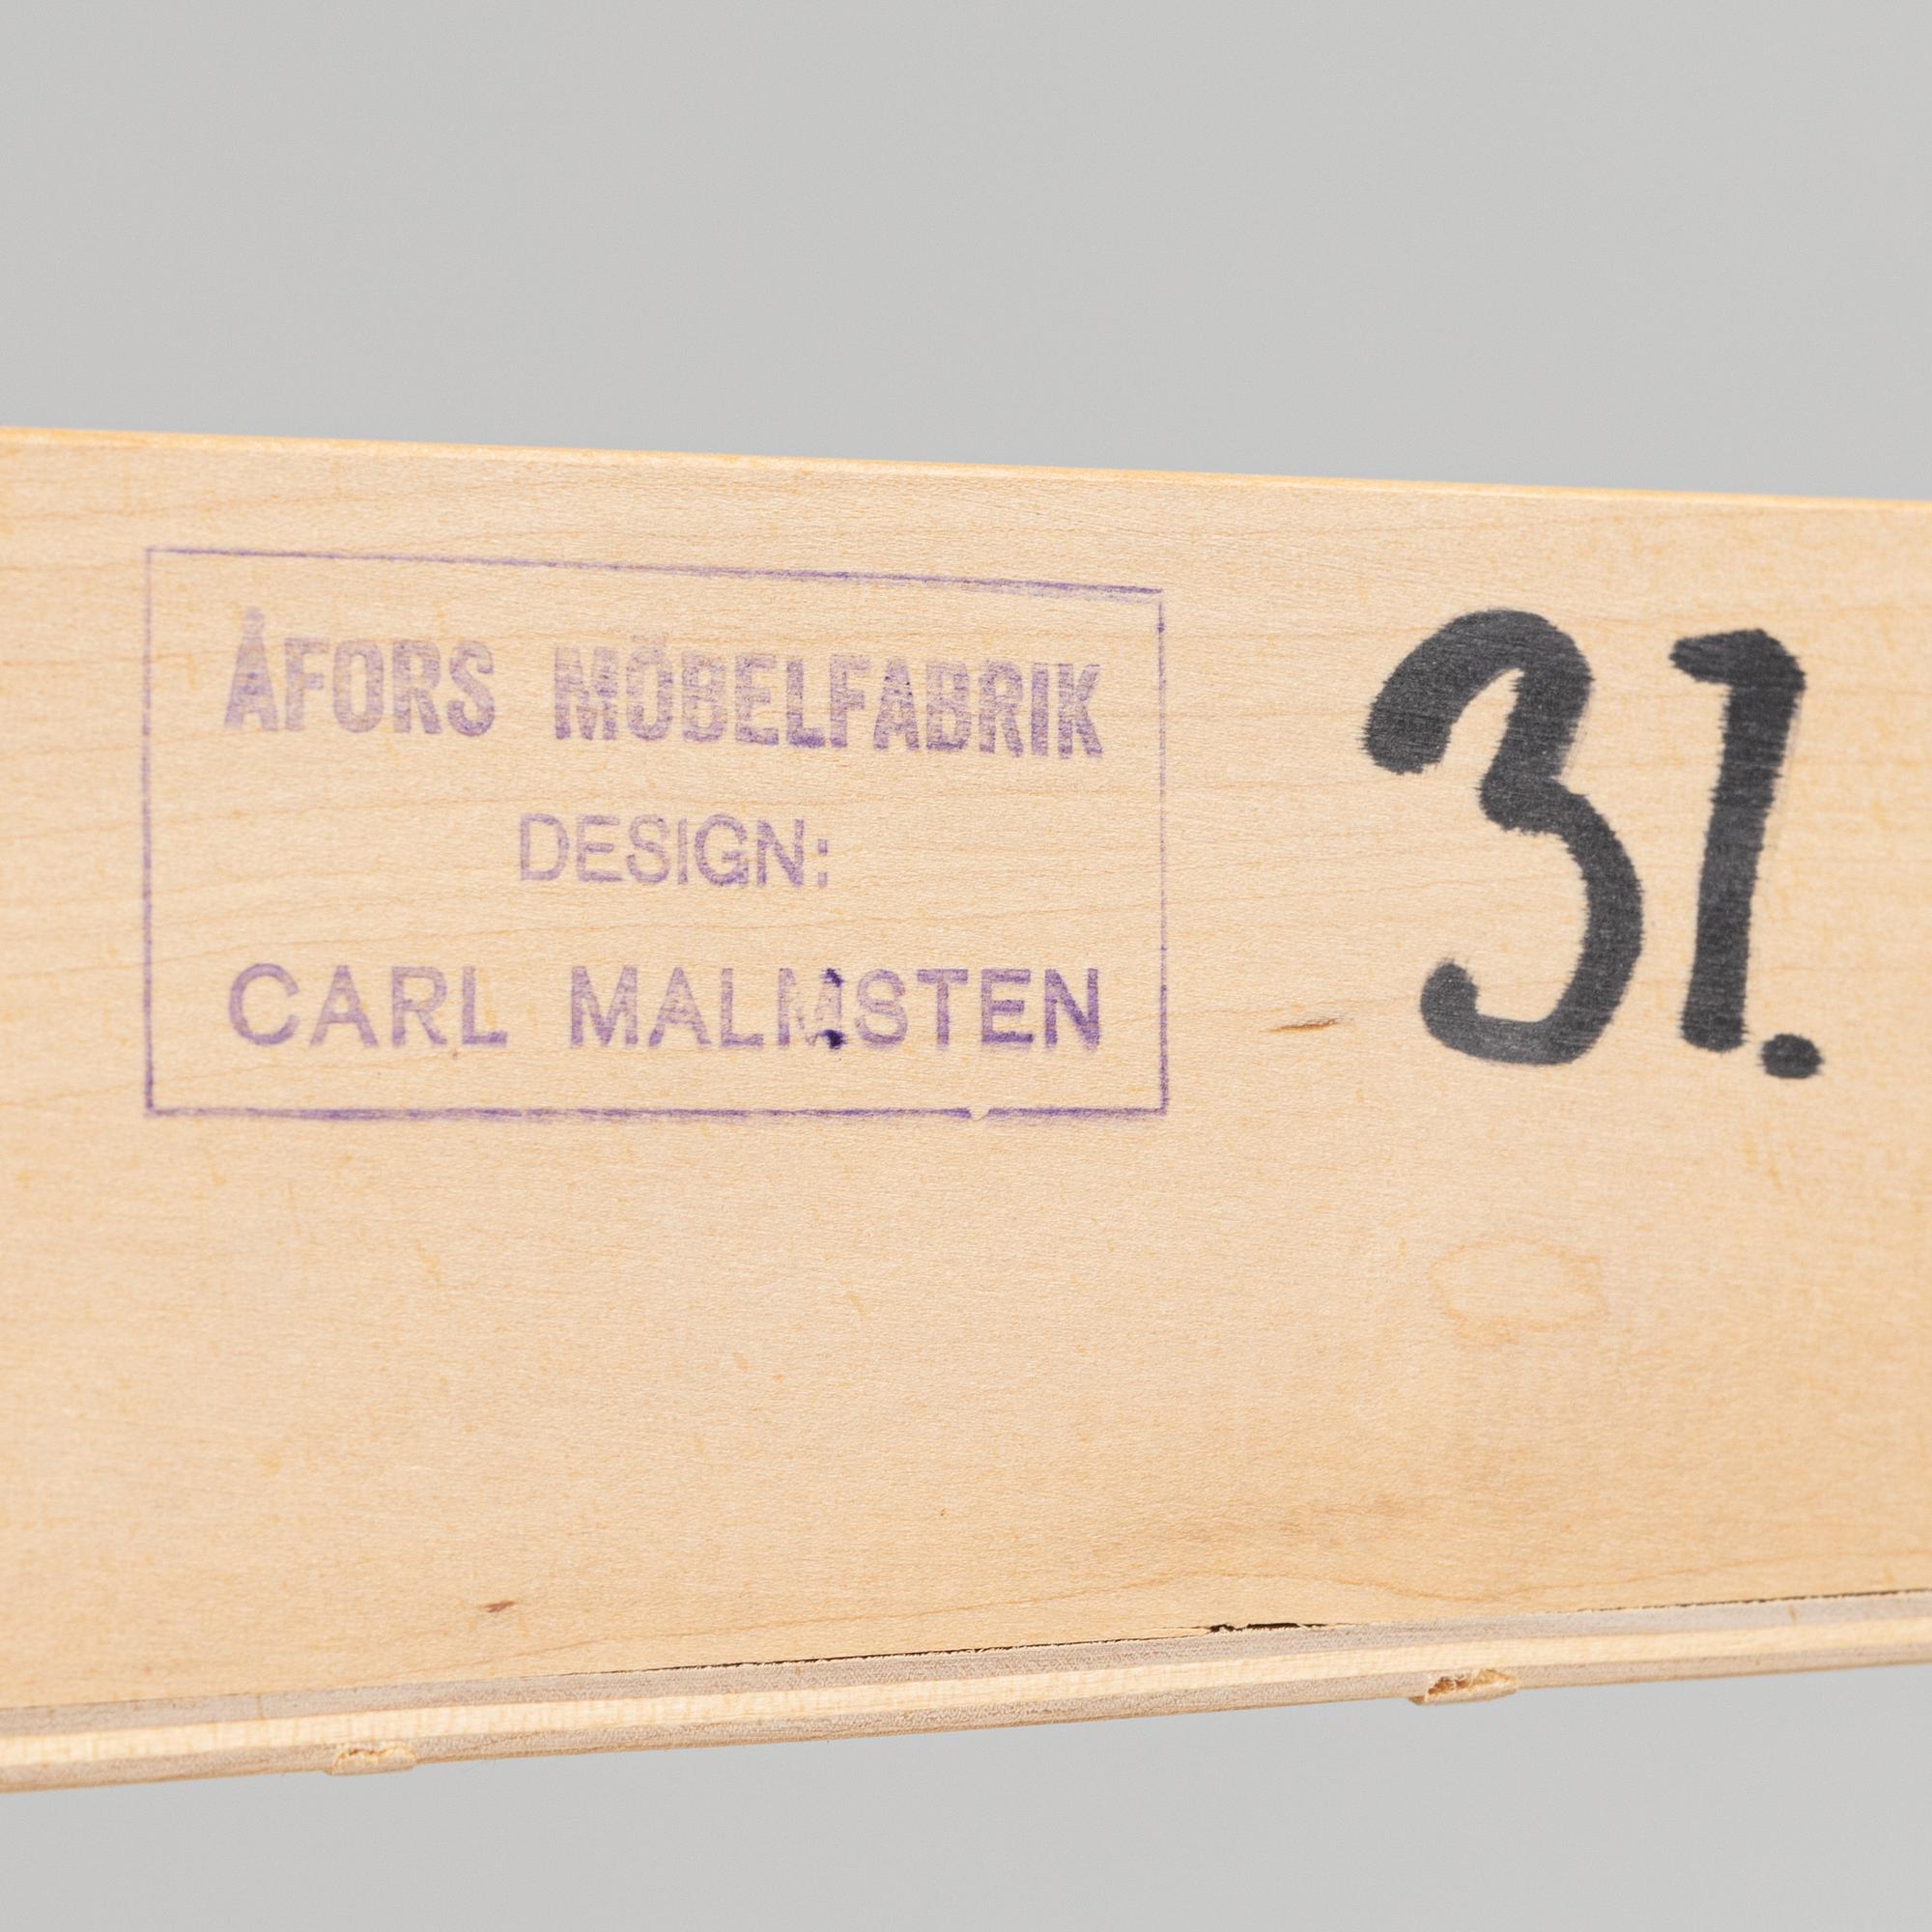 ÅFORS MÖBELFABRIK
DESIGN:
CARL MALMSTEN
31.